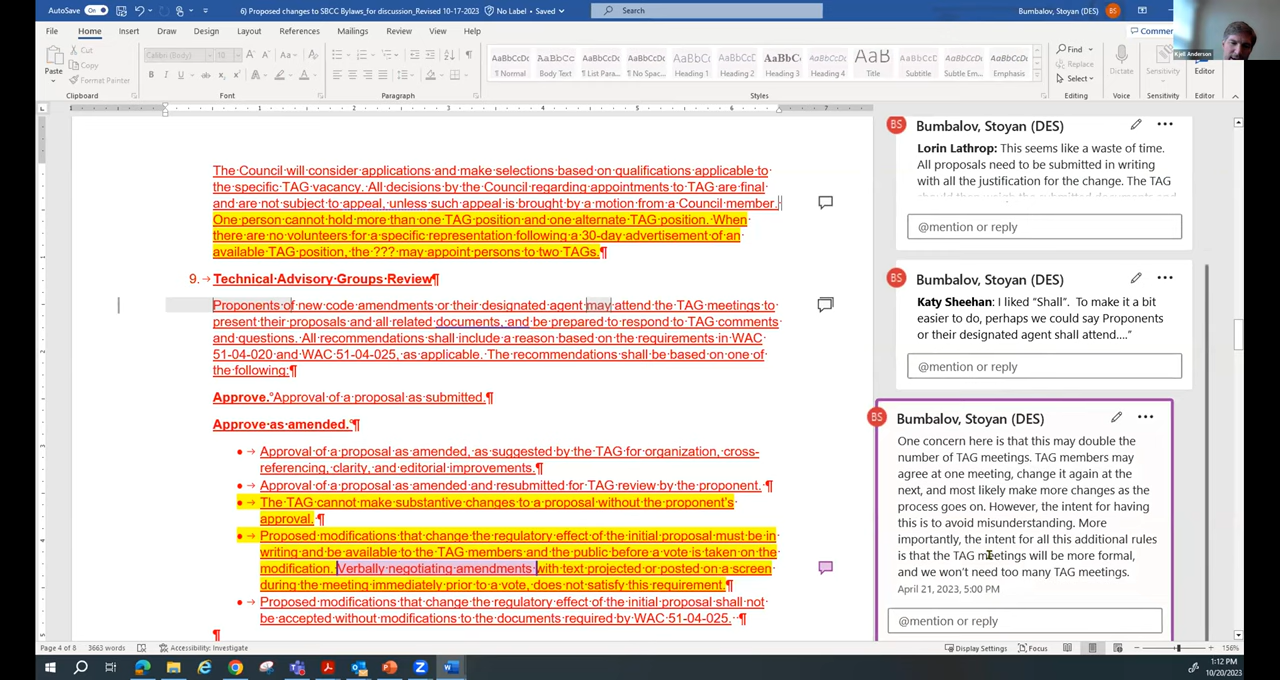 AutoSave On 6) Proposed changes to SBCC Bylaws_for discussion_Revised 10-17-2023 No Label • Saved Search Bumbalov, Stoyan (DES) BS
File Home Insert Draw Design Layout References Mailings Review View Help Comme
Kjell Anderson
Paste Cut Copy Format Painter
Clipboard Font Paragraph Styles Editing Voice Sensitivity Editor
AaBbCcDc AaBbCcDc AaBbCcDc AaBbCcDc AaBbCc AaBbCcDc AaBbCcD AaBbCcD AaB AaBbCcDc AaBbCcDc AaBbCcDc
¶ Normal Body Text ¶ List Para... ¶ No Spac... Heading 1 Heading 2 Heading 3 Heading 4 Title Subtitle Subtle Em... Emphasis
Find Replace Select Dictate Sensitivity Editor
The Council will consider applications and make selections based on qualifications applicable to
the specific TAG vacancy. All decisions by the Council regarding appointments to TAG are final
and are not subject to appeal, unless such appeal is brought by a motion from a Council member.
One person cannot hold more than one TAG position and one alternate TAG position. When
there are no volunteers for a specific representation following a 30-day advertisement of an
available TAG position, the ??? may appoint persons to two TAGs.¶
9. Technical Advisory Groups Review¶
Proponents of new code amendments or their designated agent may attend the TAG meetings to
present their proposals and all related documents, and be prepared to respond to TAG comments
and questions. All recommendations shall include a reason based on the requirements in WAC
51-04-020 and WAC 51-04-025, as applicable. The recommendations shall be based on one of
the following:¶
Approve. Approval of a proposal as submitted.¶
Approve as amended. ¶
• Approval of a proposal as amended, as suggested by the TAG for organization, cross-
referencing, clarity, and editorial improvements.¶
• Approval of a proposal as amended and resubmitted for TAG review by the proponent.¶
• The TAG cannot make substantive changes to a proposal without the proponent's
approval. ¶
• Proposed modifications that change the regulatory effect of the initial proposal must be in
writing and be available to the TAG members and the public before a vote is taken on the
modification. Verbally negotiating amendments with text projected or posted on a screen
during the meeting immediately prior to a vote, does not satisfy this requirement.¶
• Proposed modifications that change the regulatory effect of the initial proposal shall not
be accepted without modifications to the documents required by WAC 51-04-025. ¶
¶
BS Bumbalov, Stoyan (DES)
Lorin Lathrop: This seems like a waste of time.
All proposals need to be submitted in writing
with all the justification for the change. The TAG
@mention or reply
BS Bumbalov, Stoyan (DES)
Katy Sheehan: I liked "Shall". To make it a bit
easier to do, perhaps we could say Proponents
or their designated agent shall attend...."
@mention or reply
BS Bumbalov, Stoyan (DES)
One concern here is that this may double the
number of TAG meetings. TAG members may
agree at one meeting, change it again at the
next, and most likely make more changes as the
process goes on. However, the intent for having
this is to avoid misunderstanding. More
importantly, the intent for all this additional rules
is that the TAG meetings will be more formal,
and we won't need too many TAG meetings.
April 21, 2023, 5:00 PM
@mention or reply
Page 4 of 8 3663 words Accessibility: Investigate Display Settings Focus 156%
1:12 PM
10/20/2023